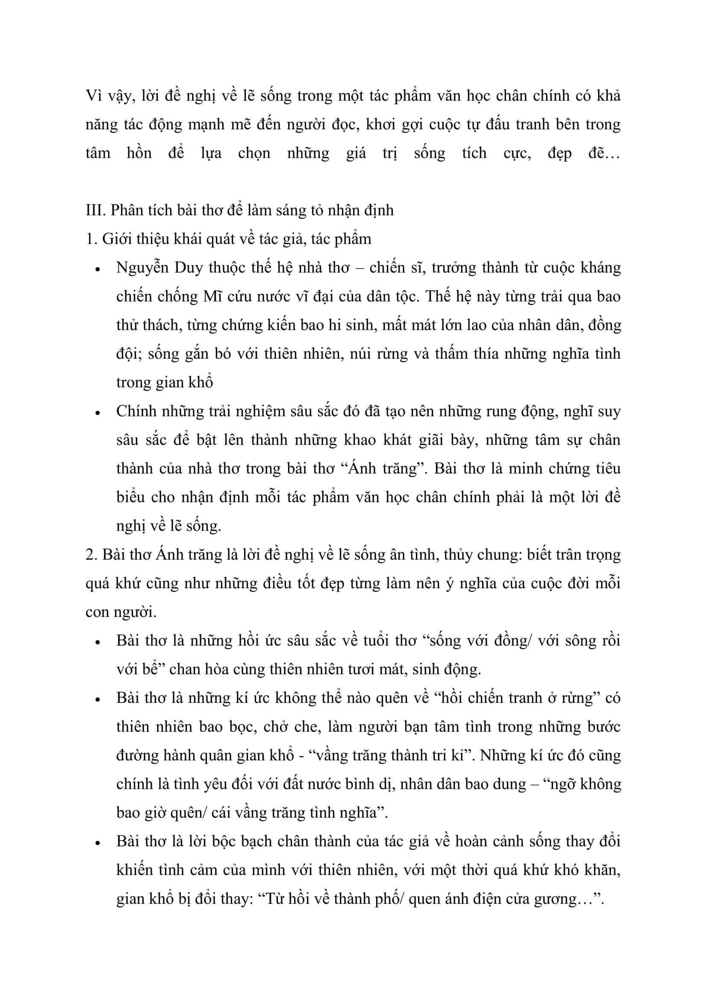 Vì vậy, lời đề nghị về lẽ sống trong một tác phẩm văn học chân chính có khả
năng tác động mạnh mẽ đến người đọc, khơi gợi cuộc tự đấu tranh bên trong
tâm hồn để lựa chọn những giá trị sống tích cực, đẹp đẽ…
III. Phân tích bài thơ để làm sáng tỏ nhận định
1. Giới thiệu khái quát về tác giả, tác phẩm
• Nguyễn Duy thuộc thế hệ nhà thơ – chiến sĩ, trưởng thành từ cuộc kháng
chiến chống Mĩ cứu nước vĩ đại của dân tộc. Thế hệ này từng trải qua bao
thử thách, từng chứng kiến bao hi sinh, mất mát lớn lao của nhân dân, đồng
đội; sống gắn bó với thiên nhiên, núi rừng và thấm thía những nghĩa tình
trong gian khổ
• Chính những trải nghiệm sâu sắc đó đã tạo nên những rung động, nghĩ suy
sâu sắc để bật lên thành những khao khát giãi bày, những tâm sự chân
thành của nhà thơ trong bài thơ “Ánh trăng”. Bài thơ là minh chứng tiêu
biểu cho nhận định mỗi tác phẩm văn học chân chính phải là một lời đề
nghị về lẽ sống.
2. Bài thơ Ánh trăng là lời đề nghị về lẽ sống ân tình, thủy chung: biết trân trọng
quá khứ cũng như những điều tốt đẹp từng làm nên ý nghĩa của cuộc đời mỗi
con người.
• Bài thơ là những hồi ức sâu sắc về tuổi thơ “sống với đồng/ với sông rồi
với bể” chan hòa cùng thiên nhiên tươi mát, sinh động.
• Bài thơ là những kí ức không thể nào quên về “hồi chiến tranh ở rừng” có
thiên nhiên bao bọc, chở che, làm người bạn tâm tình trong những bước
đường hành quân gian khổ - “vầng trăng thành tri kỉ”. Những kí ức đó cũng
chính là tình yêu đối với đất nước bình dị, nhân dân bao dung – “ngỡ không
bao giờ quên/ cái vầng trăng tình nghĩa”.
• Bài thơ là lời bộc bạch chân thành của tác giả về hoàn cảnh sống thay đổi
khiến tình cảm của mình với thiên nhiên, với một thời quá khứ khó khăn,
gian khổ bị đổi thay: “Từ hồi về thành phố/ quen ánh điện cửa gương…”.